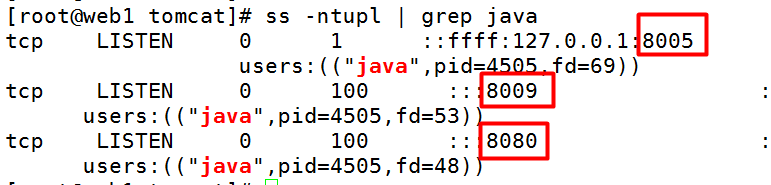 [root@web1 tomcat]# ss -ntupl | grep java
tcp    LISTEN     0      1      ::ffff:127.0.0.1:8005
users:(("java",pid=4505,fd=69))
tcp    LISTEN     0      100    :::8009    :
users:(("java",pid=4505,fd=53))
tcp    LISTEN     0      100    :::8080    :
users:(("java",pid=4505,fd=48))